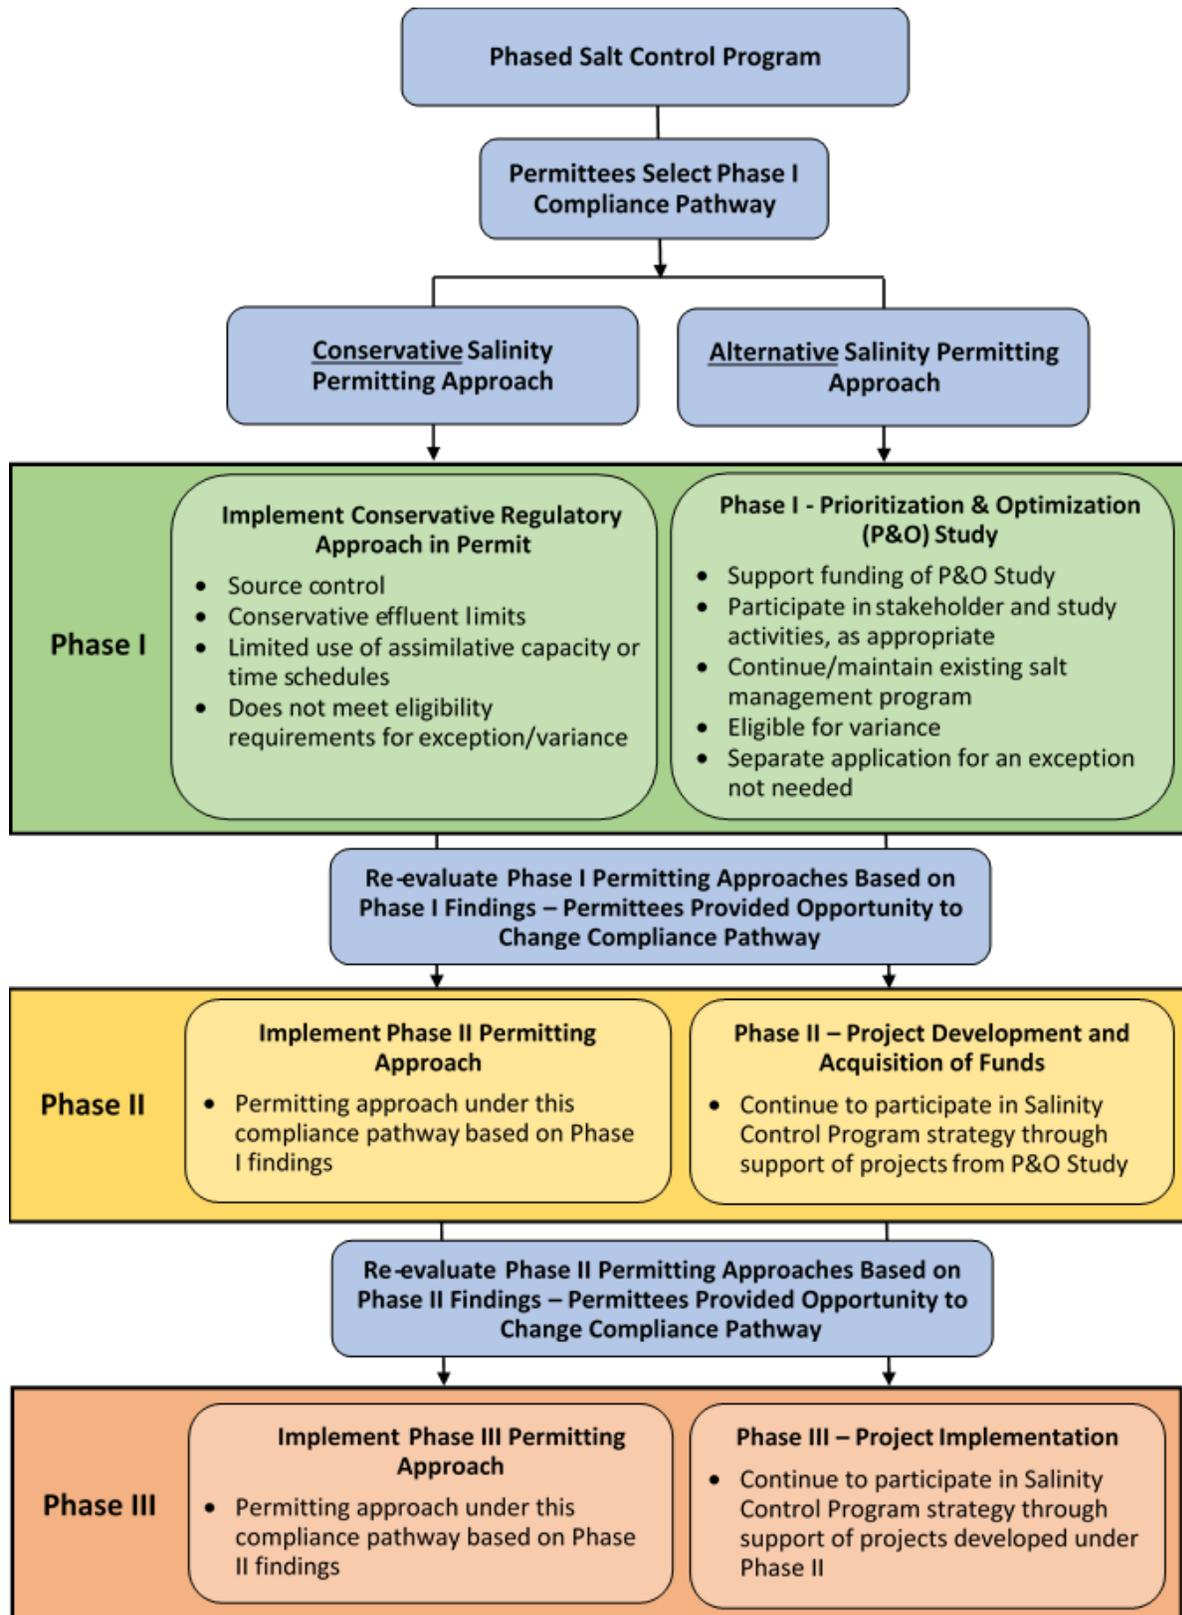 Phased Salt Control Program
Permittees Select Phase I
Compliance Pathway
Conservative Salinity
Permitting Approach
Alternative Salinity Permitting
Approach
Phase I
Implement Conservative Regulatory
Approach in Permit
• Source control
• Conservative effluent limits
• Limited use of assimilative capacity or
time schedules
• Does not meet eligibility
requirements for exception/variance
Phase I - Prioritization & Optimization
(P&O) Study
• Support funding of P&O Study
• Participate in stakeholder and study
activities, as appropriate
• Continue/maintain existing salt
management program
• Eligible for variance
• Separate application for an exception
not needed
Re-evaluate Phase I Permitting Approaches Based on
Phase I Findings – Permittees Provided Opportunity to
Change Compliance Pathway
Phase II
Implement Phase II Permitting
Approach
• Permitting approach under this
compliance pathway based on Phase
I findings
Phase II – Project Development and
Acquisition of Funds
• Continue to participate in Salinity
Control Program strategy through
support of projects from P&O Study
Re-evaluate Phase II Permitting Approaches Based on
Phase II Findings – Permittees Provided Opportunity to
Change Compliance Pathway
Phase III
Implement Phase III Permitting
Approach
• Permitting approach under this
compliance pathway based on Phase
II findings
Phase III – Project Implementation
• Continue to participate in Salinity
Control Program strategy through
support of projects developed under
Phase II